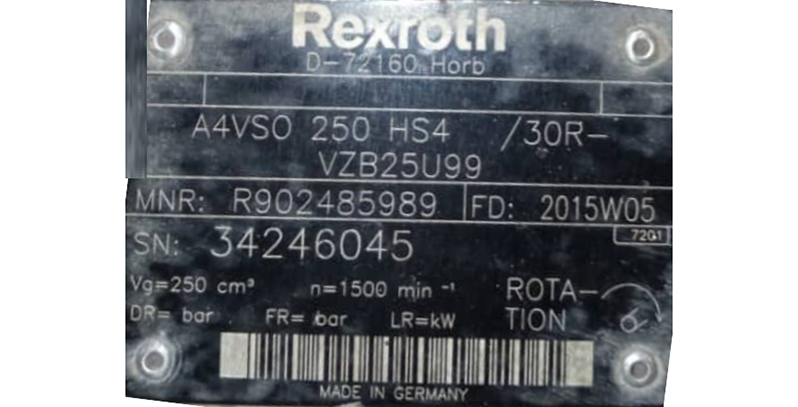 Rexroth
D-72160 Horb
A4VSO 250 HS4 /30R-
VZB25U99
MNR: R902485989 FD: 2015W05
SN: 34246045 7201
Vg=250 cm³ n=1500 min⁻¹ ROTA-
DR= bar FR= bar LR=kW TION
MADE IN GERMANY